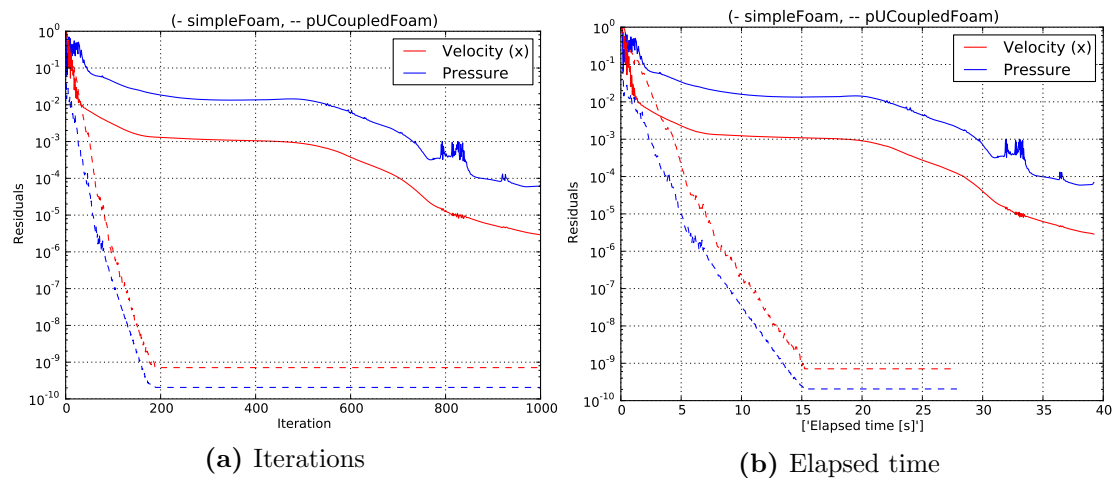 (- simpleFoam, -- pUCoupledFoam)
Velocity (x)
Pressure
Residuals
10^0
10^-1
10^-2
10^-3
10^-4
10^-5
10^-6
10^-7
10^-8
10^-9
10^-10
0 200 400 600 800 1000
Iteration
(a) Iterations
(- simpleFoam, -- pUCoupledFoam)
Velocity (x)
Pressure
Residuals
10^0
10^-1
10^-2
10^-3
10^-4
10^-5
10^-6
10^-7
10^-8
10^-9
10^-10
0 5 10 15 20 25 30 35 40
['Elapsed time [s]']
(b) Elapsed time